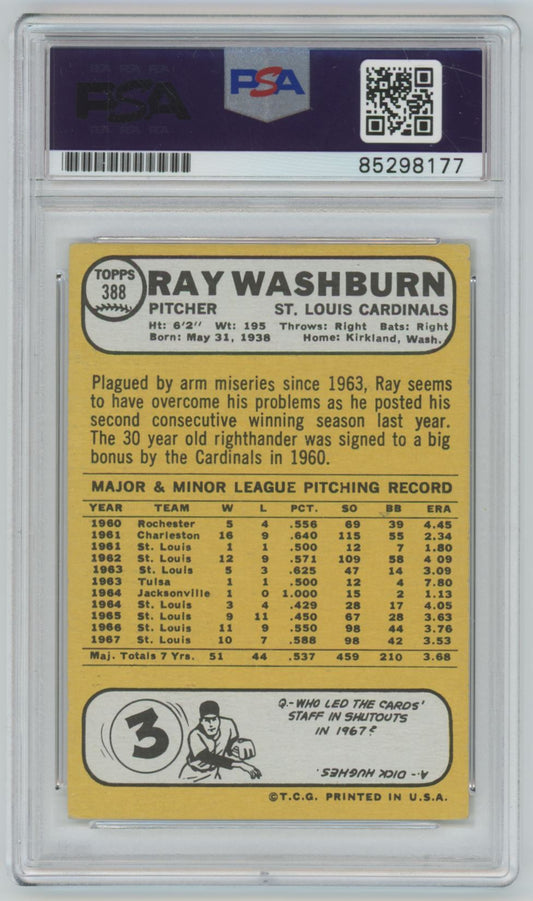 PSA
PSA
85298177
TOPPS
388
RAY WASHBURN
PITCHER ST. LOUIS CARDINALS
Ht: 6'2" Wt: 195 Throws: Right Bats: Right
Born: May 31, 1938 Home: Kirkland, Wash.
Plagued by arm miseries since 1963, Ray seems
to have overcome his problems as he posted his
second consecutive winning season last year.
The 30 year old righthander was signed to a big
bonus by the Cardinals in 1960.
MAJOR & MINOR LEAGUE PITCHING RECORD
YEAR TEAM W L PCT. SO BB ERA
1960 Rochester 5 4 .556 69 39 4.45
1961 Charleston 16 9 .640 115 55 2.34
1961 St. Louis 1 1 .500 12 7 1.80
1962 St. Louis 12 9 .571 109 58 4.09
1963 St. Louis 5 3 .625 47 14 3.09
1963 Tulsa 1 1 .500 12 4 7.80
1964 Jacksonville 1 0 1.000 15 2 1.13
1964 St. Louis 3 4 .429 28 17 4.05
1965 St. Louis 9 11 .450 67 28 3.63
1966 St. Louis 11 9 .550 98 44 3.76
1967 St. Louis 10 7 .588 98 42 3.53
Maj. Totals 7 Yrs. 51 44 .537 459 210 3.68
3
Q.-WHO LED THE CARDS'
STAFF IN SHUTOUTS
IN 1967?
A.- DICK HUGHES.
©T.C.G. PRINTED IN U.S.A.